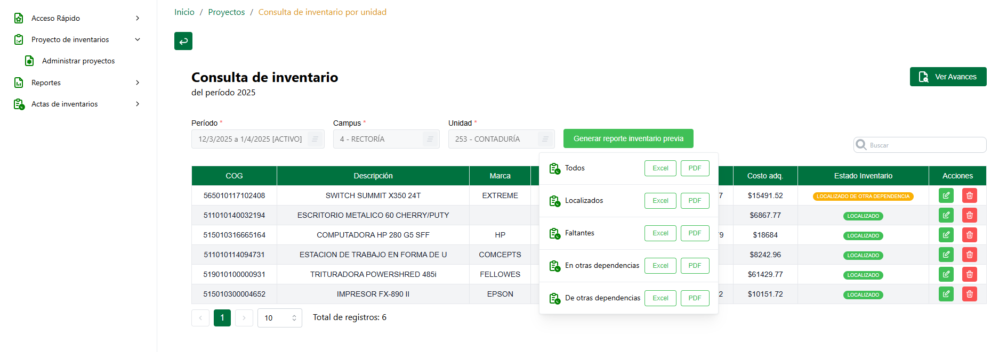 Acceso Rápido
Proyecto de inventarios
Administrar proyectos
Reportes
Actas de inventarios
Inicio / Proyectos / Consulta de inventario por unidad
Consulta de inventario
del período 2025
Ver Avances
Período * Campus * Unidad *
12/3/2025 a 1/4/2025 [ACTIVO] 4 - RECTORÍA 253 - CONTADURÍA Generar reporte inventario previa
Buscar
COG Descripción Marca Costo adq. Estado Inventario Acciones
565010117102408 SWITCH SUMMIT X350 24T EXTREME 7 $15491.52 LOCALIZADO DE OTRA DEPENDENCIA
511010140032194 ESCRITORIO METALICO 60 CHERRY/PUTY $6867.77 LOCALIZADO
515010316665164 COMPUTADORA HP 280 G5 SFF HP 9 $18684 LOCALIZADO
511010114094731 ESTACION DE TRABAJO EN FORMA DE U COMCEPTS $8242.96 LOCALIZADO
519010100000931 TRITURADORA POWERSHRED 485i FELLOWES $61429.77 LOCALIZADO
515010300004652 IMPRESOR FX-890 II EPSON 2 $10151.72 LOCALIZADO
Todos Excel PDF
Localizados Excel PDF
Faltantes Excel PDF
En otras dependencias Excel PDF
De otras dependencias Excel PDF
1 10 Total de registros: 6